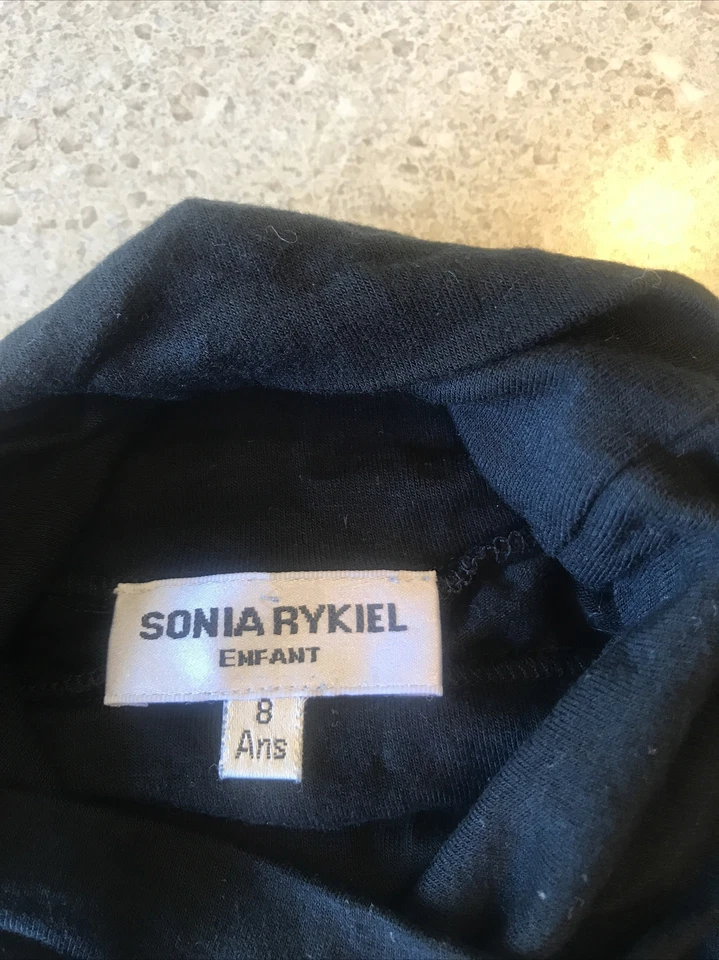 SONIA RYKIEL
ENFANT
8
Ans